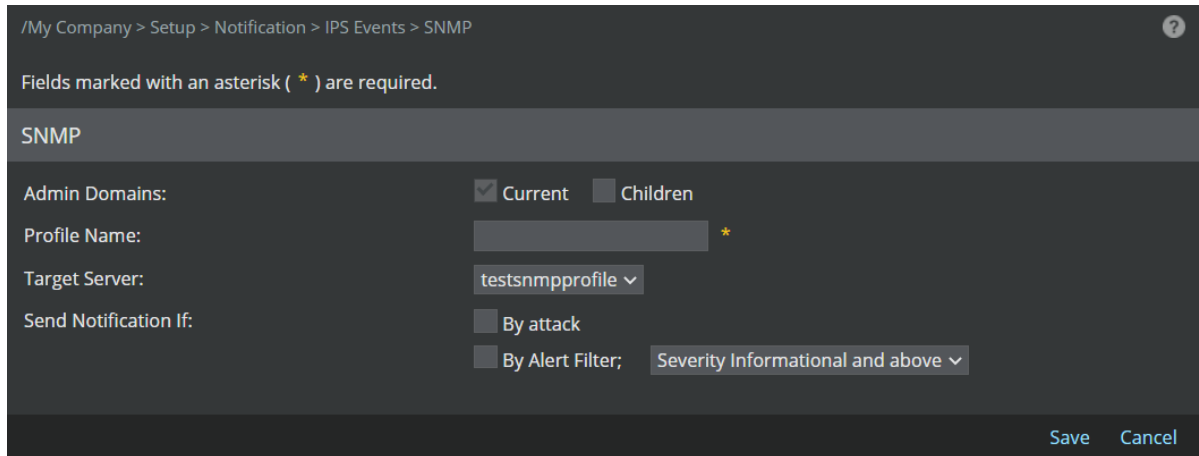 /My Company > Setup > Notification > IPS Events > SNMP ?
Fields marked with an asterisk ( * ) are required.
SNMP
Admin Domains: Current Children
Profile Name: *
Target Server: testsnmpprofile
Send Notification If: By attack
By Alert Filter; Severity Informational and above
Save Cancel